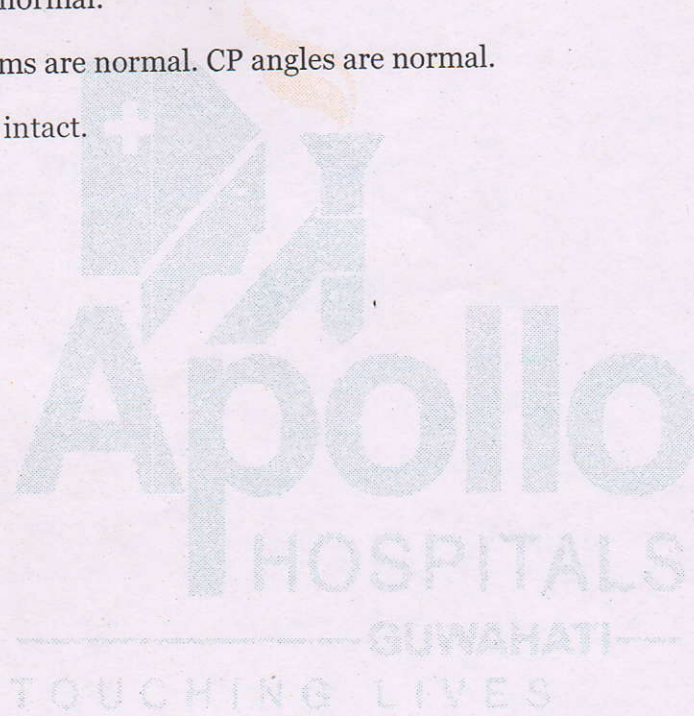 normal.
ms are normal. CP angles are normal.
intact.
Apollo
HOSPITALS
GUWAHATI
TOUCHING LIVES